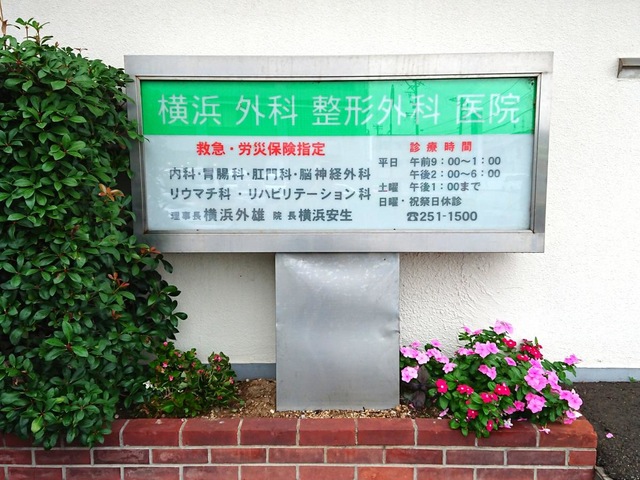 横浜 外科 整形外科 医院
救急・労災保険指定
内科・胃腸科・肛門科・脳神経外科
リウマチ科・リハビリテーション科
理事長横浜外雄 院長横浜安生
診療時間
平日 午前9：00〜1：00
午後2：00〜6：00
土曜 午後1：00まで
日曜・祝祭日休診
☎251-1500